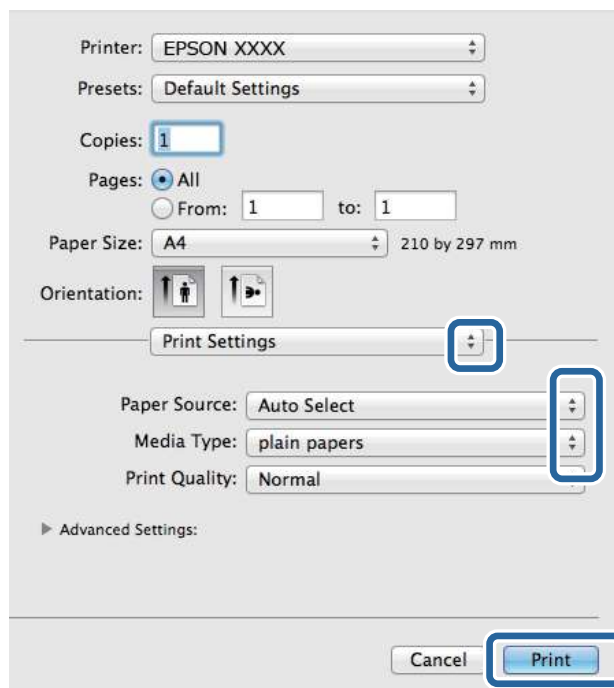 Printer: EPSON XXXX
Presets: Default Settings
Copies: 1
Pages: All
From: 1 to: 1
Paper Size: A4 210 by 297 mm
Orientation:
Print Settings
Paper Source: Auto Select
Media Type: plain papers
Print Quality: Normal
Advanced Settings:
Cancel Print